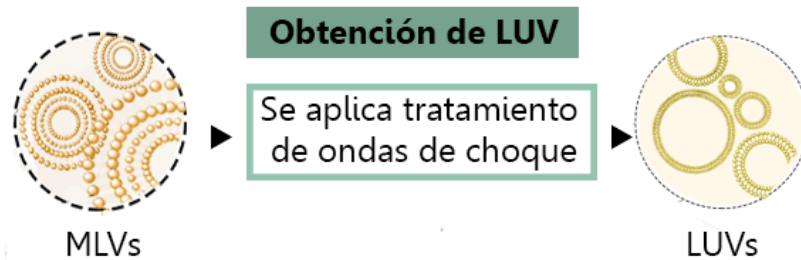 Obtención de LUV
Se aplica tratamiento
de ondas de choque
MLVs
LUVs